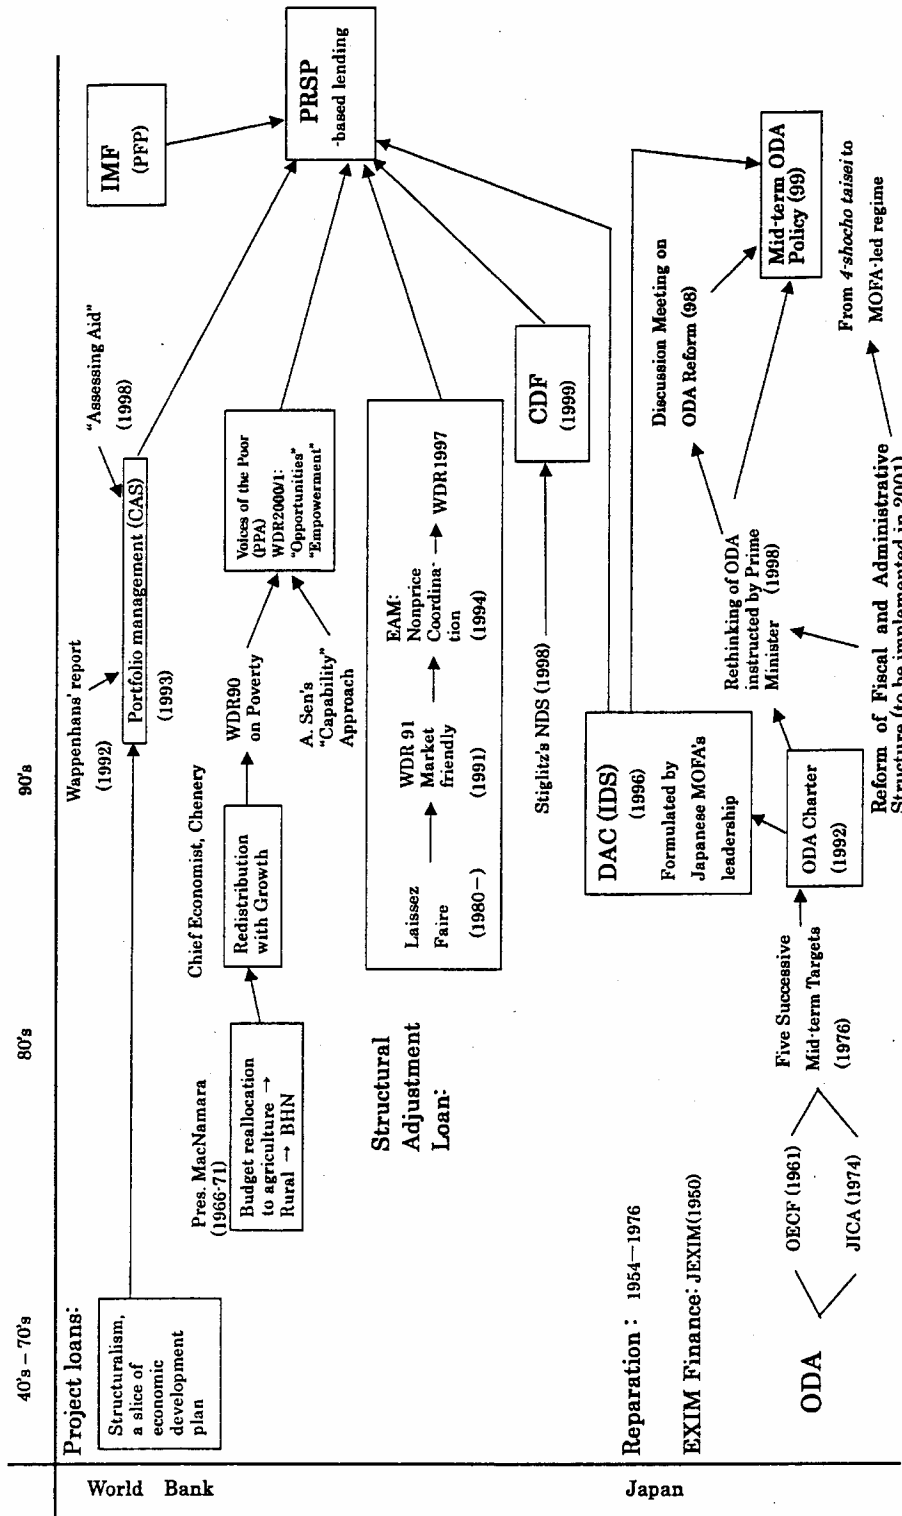 40's – 70's
80's
90's
World Bank
Project loans:
Structuralism,
a slice of
economic
development
plan
Wappenhans' report
(1992)
Portfolio management (CAS)
(1993)
"Assessing Aid"
(1998)
IMF
(PFP)
PRSP
-based lending
Pres. MacNamara
(1966-71)
Budget reallocation
to agriculture →
Rural → BHN
Chief Economist, Chenery
Redistribution
with Growth
WDR90
on Poverty
A. Sen's
"Capability"
Approach
Voices of the Poor
(PPA)
WDR2000/1:
"Opportunities"
"Empowerment"
Structural
Adjustment
Loan:
Laissez
Faire
(1980–)
WDR 91
Market
friendly
(1991)
EAM:
Nonprice
Coordina-
tion
(1994)
WDR1997
Stiglitz's NDS (1998)
CDF
(1999)
Japan
Reparation : 1954–1976
EXIM Finance: JEXIM(1950)
ODA
OECF (1961)
JICA (1974)
Five Successive
Mid-term Targets
(1976)
DAC (IDS)
(1996)
Formulated by
Japanese MOFA's
leadership
ODA Charter
(1992)
Rethinking of ODA
instructed by Prime
Minister (1998)
Discussion Meeting on
ODA Reform (98)
Mid-term ODA
Policy (99)
Reform of Fiscal and Administrative
Structure (to be implemented in 2001)
From 4-shocho taisei to
MOFA-led regime